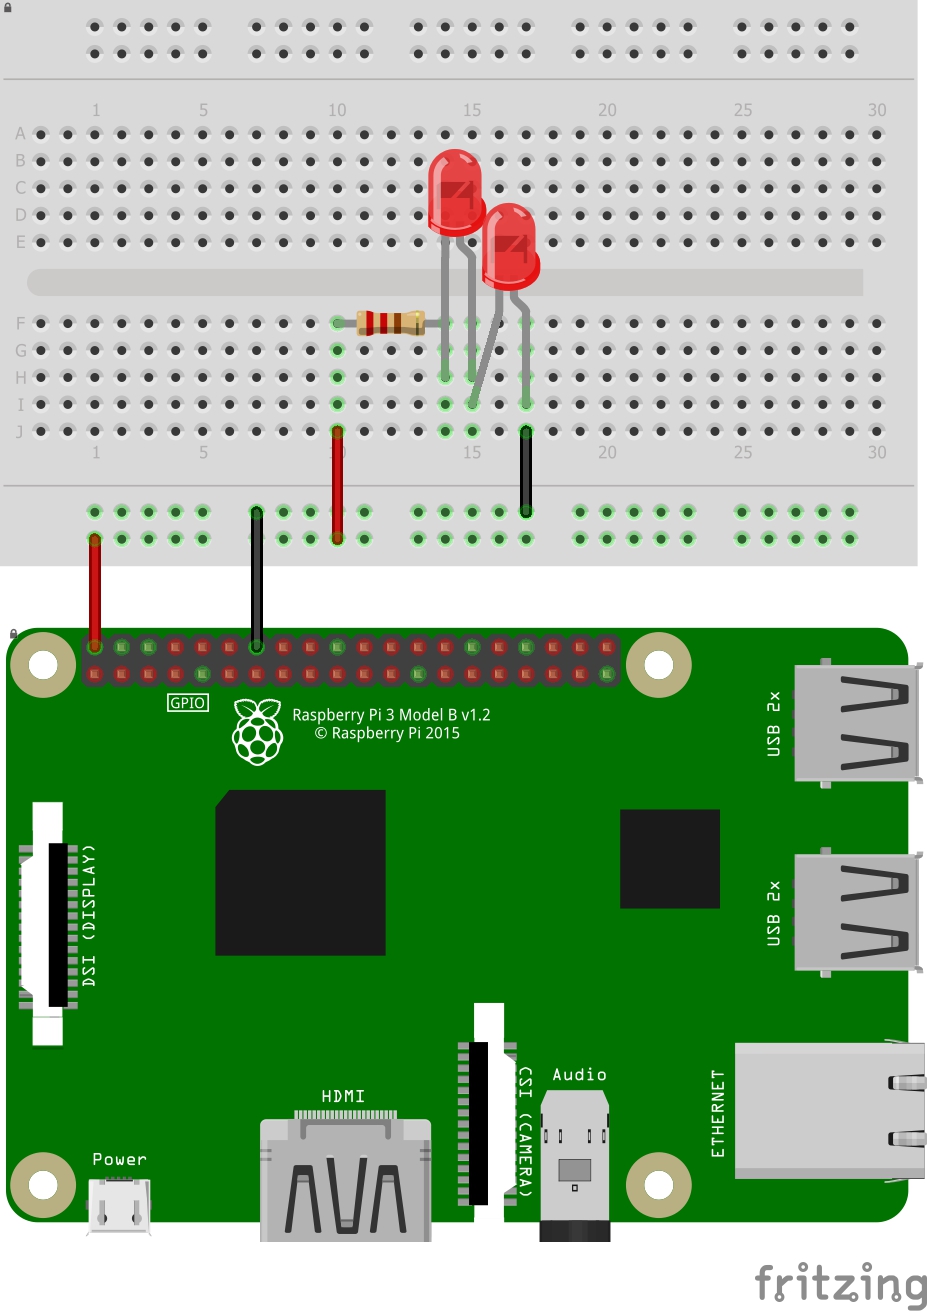 1 5 10 15 20 25 30
A
B
C
D
E
F
G
H
I
J
1 5 10 15 20 25 30
GPIO
Raspberry Pi 3 Model B v1.2
© Raspberry Pi 2015
USB 2x
DSI (DISPLAY)
USB 2x
CSI (CAMERA)
Audio
ETHERNET
HDMI
Power
fritzing